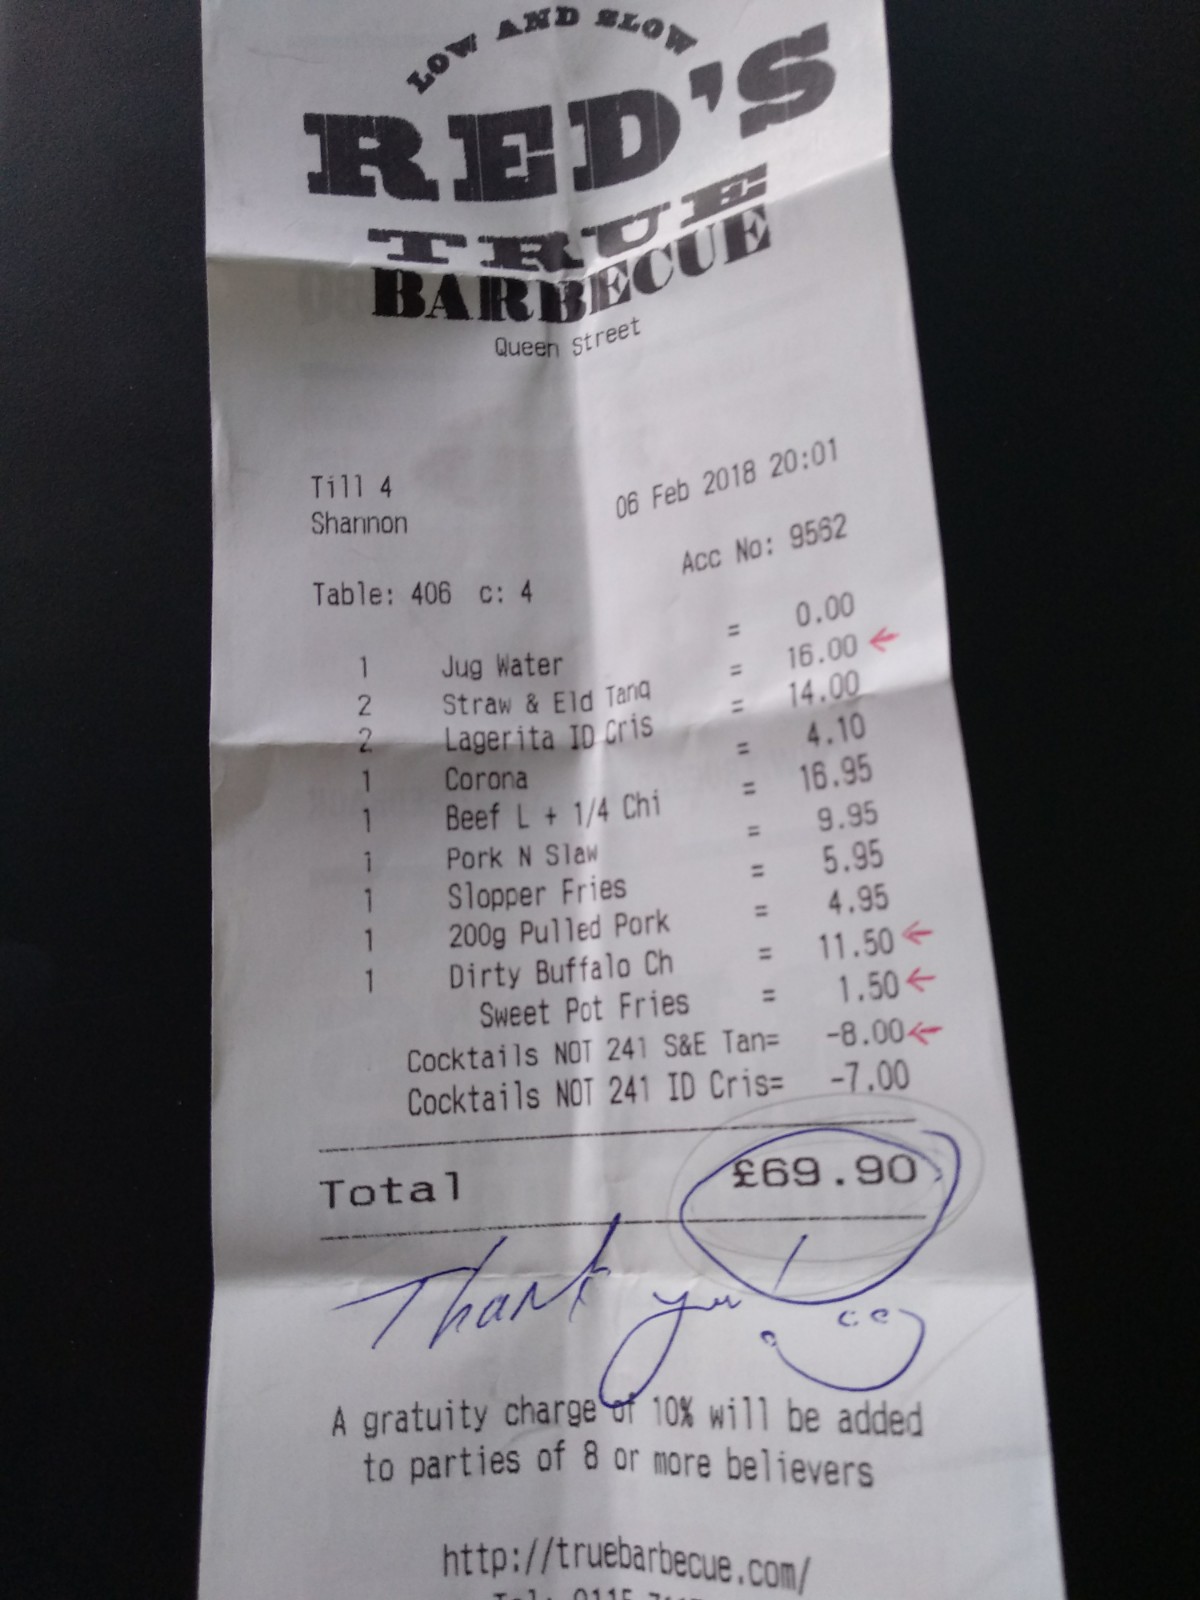 LOW AND SLOW
RED'S
TRUE
BARBECUE
Queen Street
Till 4 06 Feb 2018 20:01
Shannon Acc No: 9562
Table: 406 c: 4
1 Jug Water = 0.00
2 Straw & Eld Tanq = 16.00 ←
2 Lagerita ID Cris = 14.00
1 Corona = 4.10
1 Beef L + 1/4 Chi = 16.95
1 Pork N Slaw = 9.95
1 Slopper Fries = 5.95
1 200g Pulled Pork = 4.95
1 Dirty Buffalo Ch = 11.50 ←
Sweet Pot Fries = 1.50 ←
Cocktails NOT 241 S&E Tan= -8.00 ←
Cocktails NOT 241 ID Cris= -7.00
Total £69.90
Thank you
A gratuity charge of 10% will be added
to parties of 8 or more believers
http://truebarbecue.com/